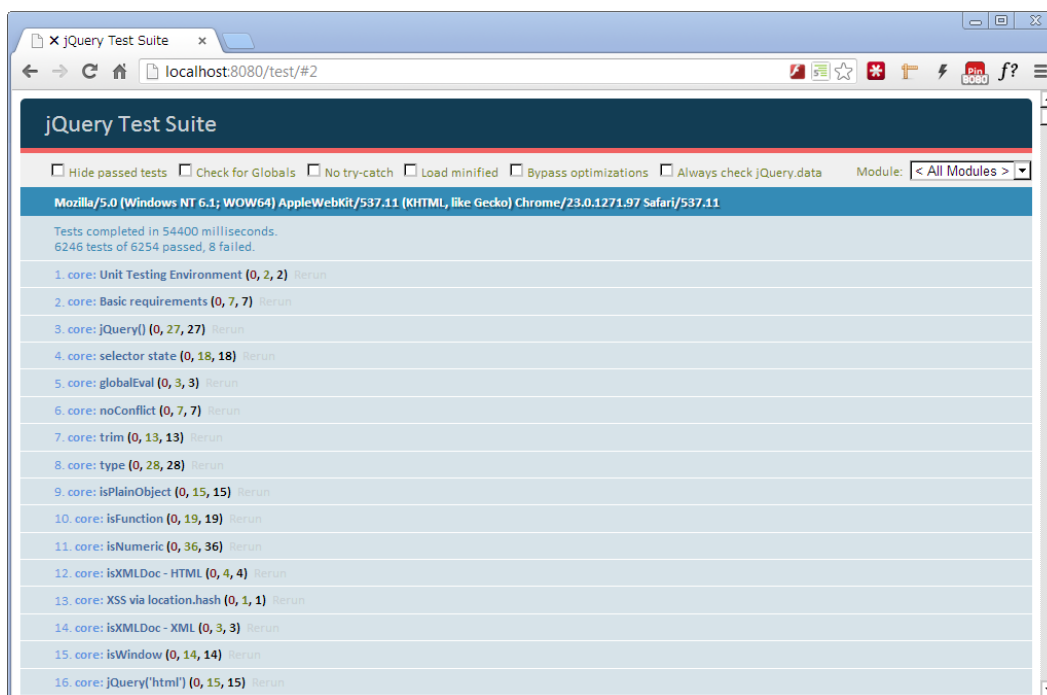 ✕ jQuery Test Suite ×
localhost:8080/test/#2
S
Pin
8080
f?
jQuery Test Suite
Hide passed tests Check for Globals No try-catch Load minified Bypass optimizations Always check jQuery.data Module: < All Modules >
Mozilla/5.0 (Windows NT 6.1; WOW64) AppleWebKit/537.11 (KHTML, like Gecko) Chrome/23.0.1271.97 Safari/537.11
Tests completed in 54400 milliseconds.
6246 tests of 6254 passed, 8 failed.
1. core: Unit Testing Environment (0, 2, 2) Rerun
2. core: Basic requirements (0, 7, 7) Rerun
3. core: jQuery() (0, 27, 27) Rerun
4. core: selector state (0, 18, 18) Rerun
5. core: globalEval (0, 3, 3) Rerun
6. core: noConflict (0, 7, 7) Rerun
7. core: trim (0, 13, 13) Rerun
8. core: type (0, 28, 28) Rerun
9. core: isPlainObject (0, 15, 15) Rerun
10. core: isFunction (0, 19, 19) Rerun
11. core: isNumeric (0, 36, 36) Rerun
12. core: isXMLDoc - HTML (0, 4, 4) Rerun
13. core: XSS via location.hash (0, 1, 1) Rerun
14. core: isXMLDoc - XML (0, 3, 3) Rerun
15. core: isWindow (0, 14, 14) Rerun
16. core: jQuery('html') (0, 15, 15) Rerun